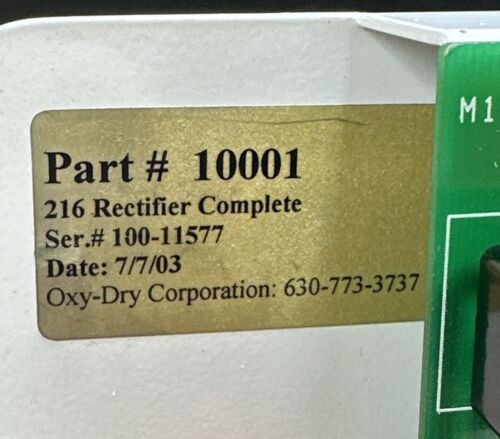 Part # 10001
216 Rectifier Complete
Ser.# 100-11577
Date: 7/7/03
Oxy-Dry Corporation: 630-773-3737
M1